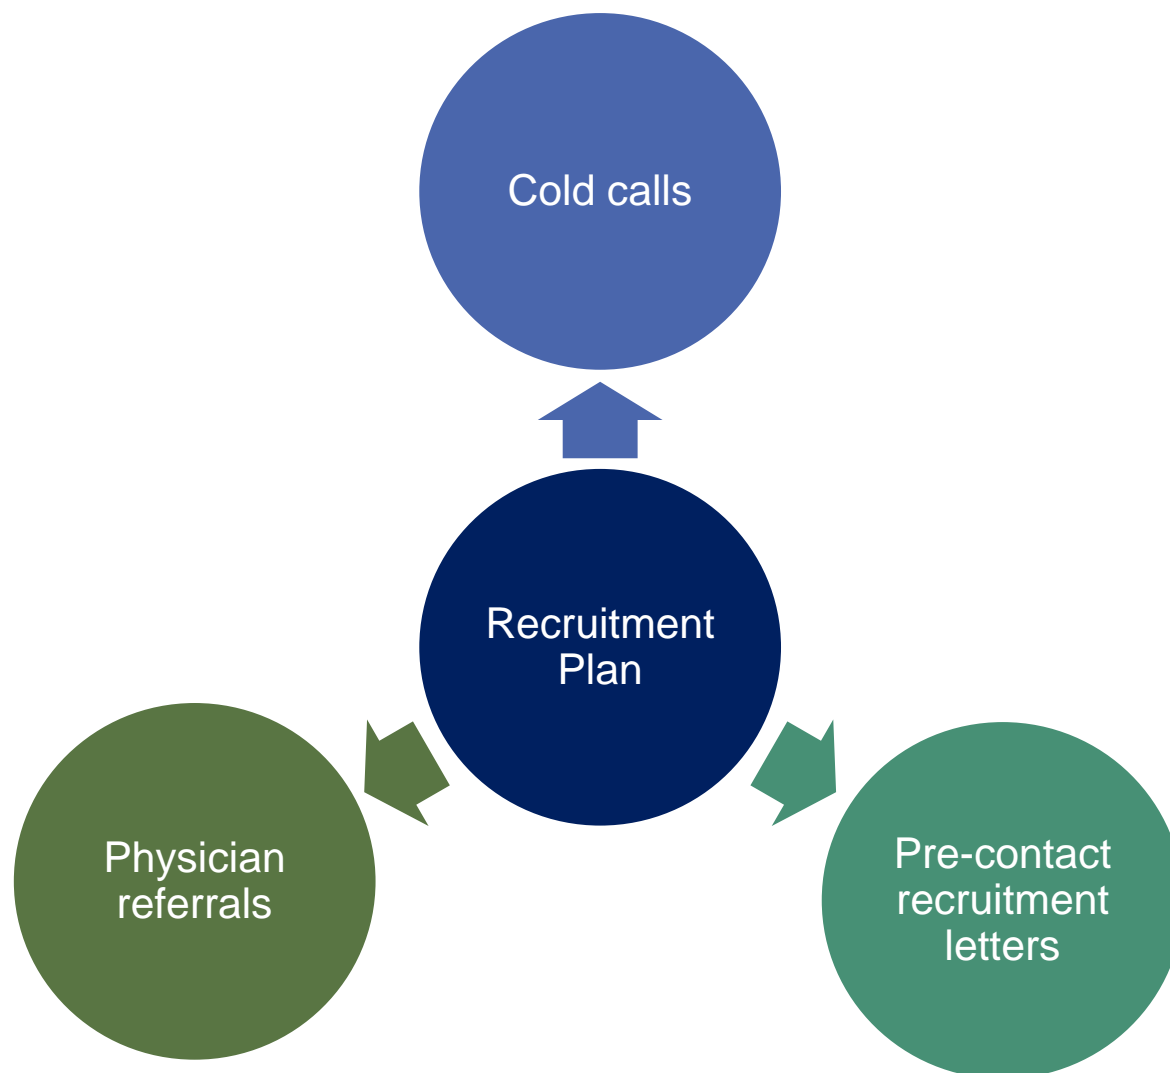 Cold calls
Recruitment
Plan
Physician
referrals
Pre-contact
recruitment
letters